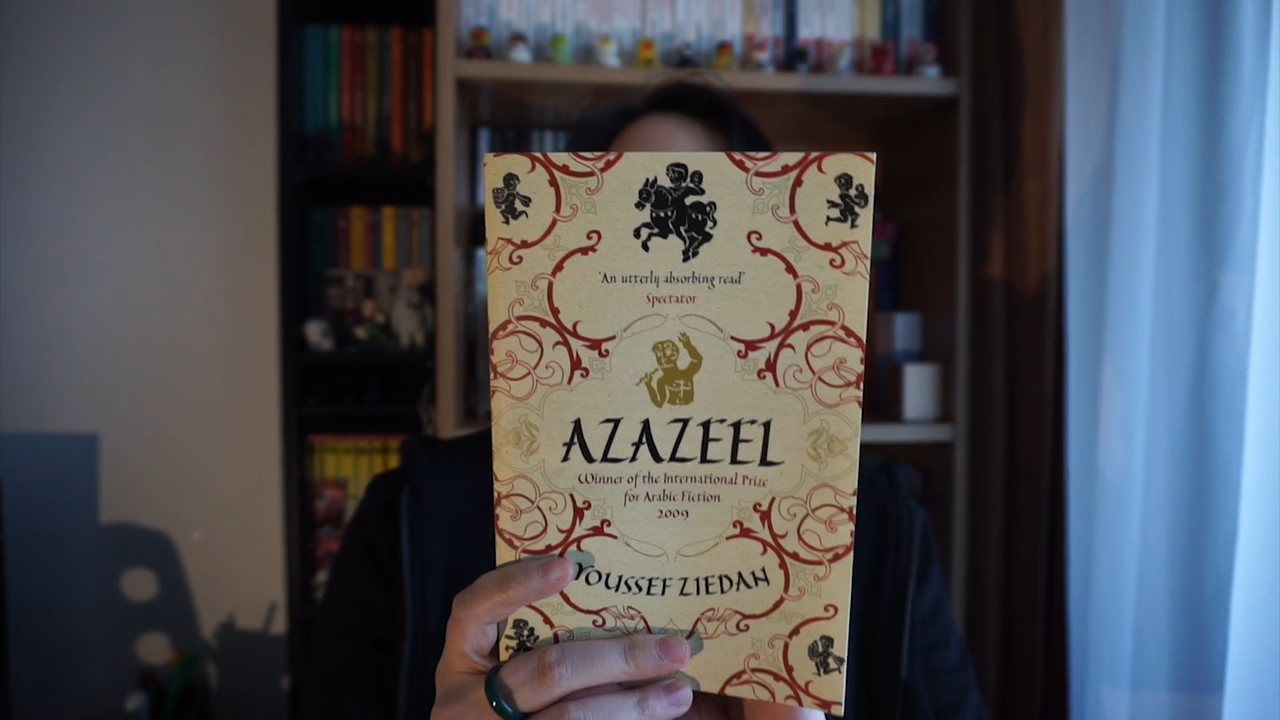 'An utterly absorbing read'
Spectator
AZAZEEL
Winner of the International Prize
for Arabic Fiction
2009
YOUSSEF ZIEDAN